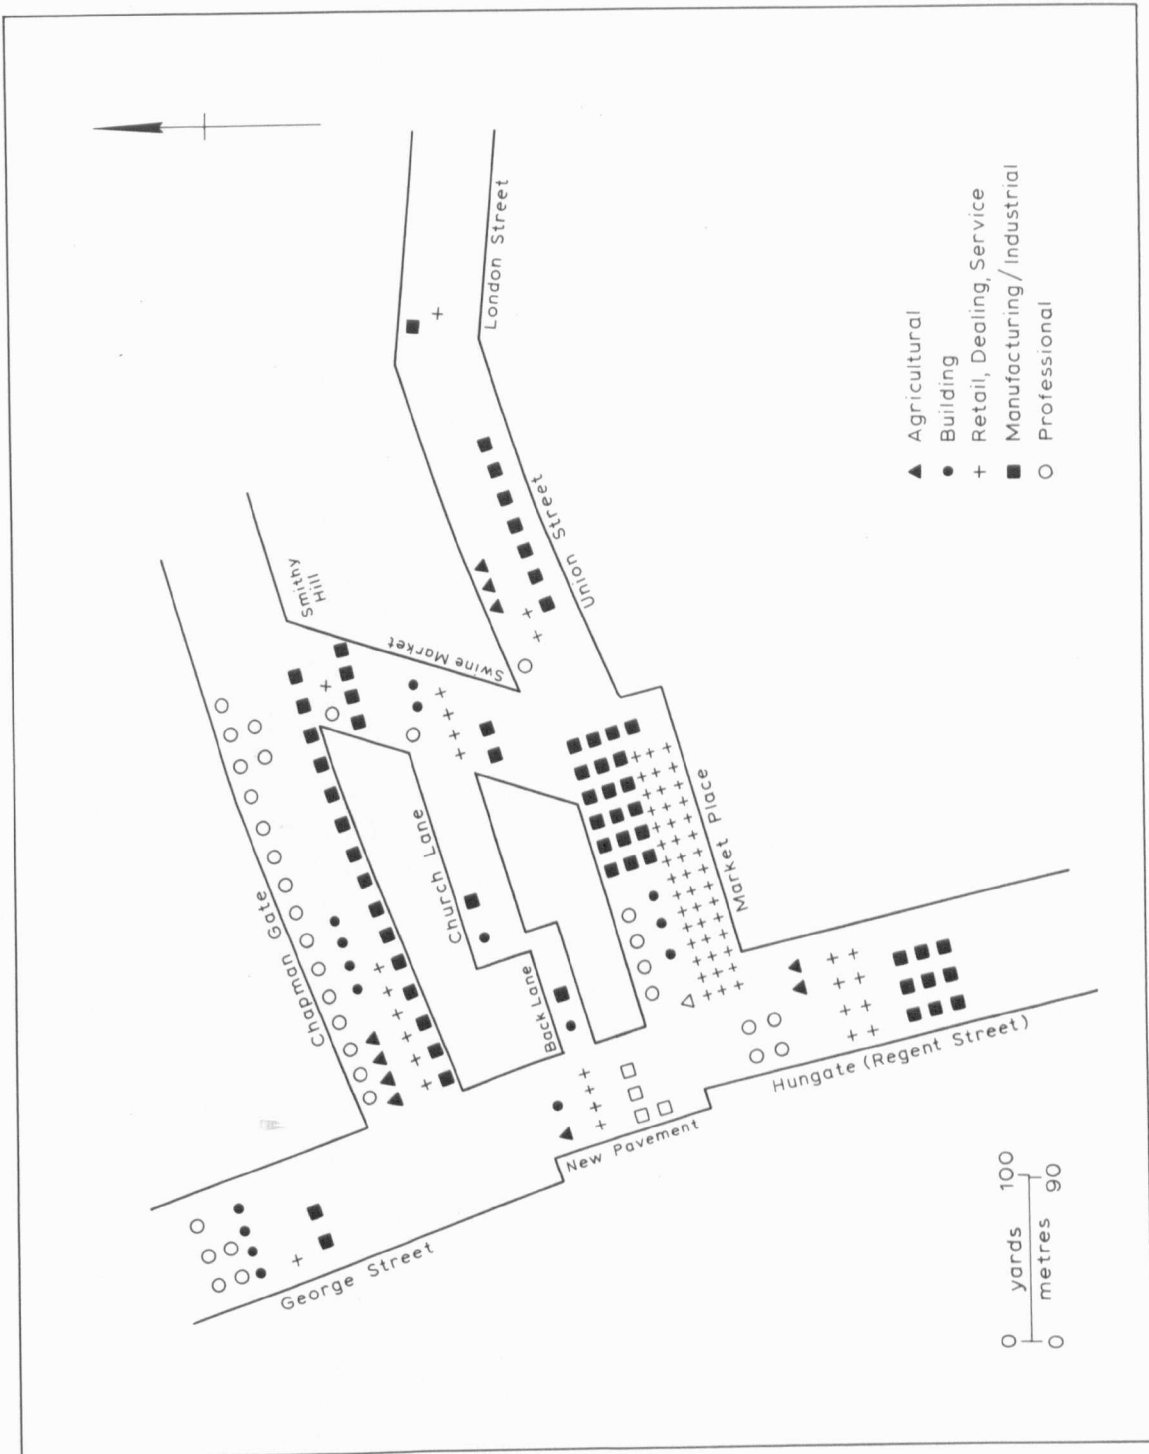 Smithy
Hill
Swine Market
London Street
Union Street
Chapman Gate
Church Lane
Back Lane
Market Place
George Street
New Pavement
Hungate (Regent Street)
Agricultural
Building
Retail, Dealing, Service
Manufacturing/Industrial
Professional
0 yards 100
0 metres 90